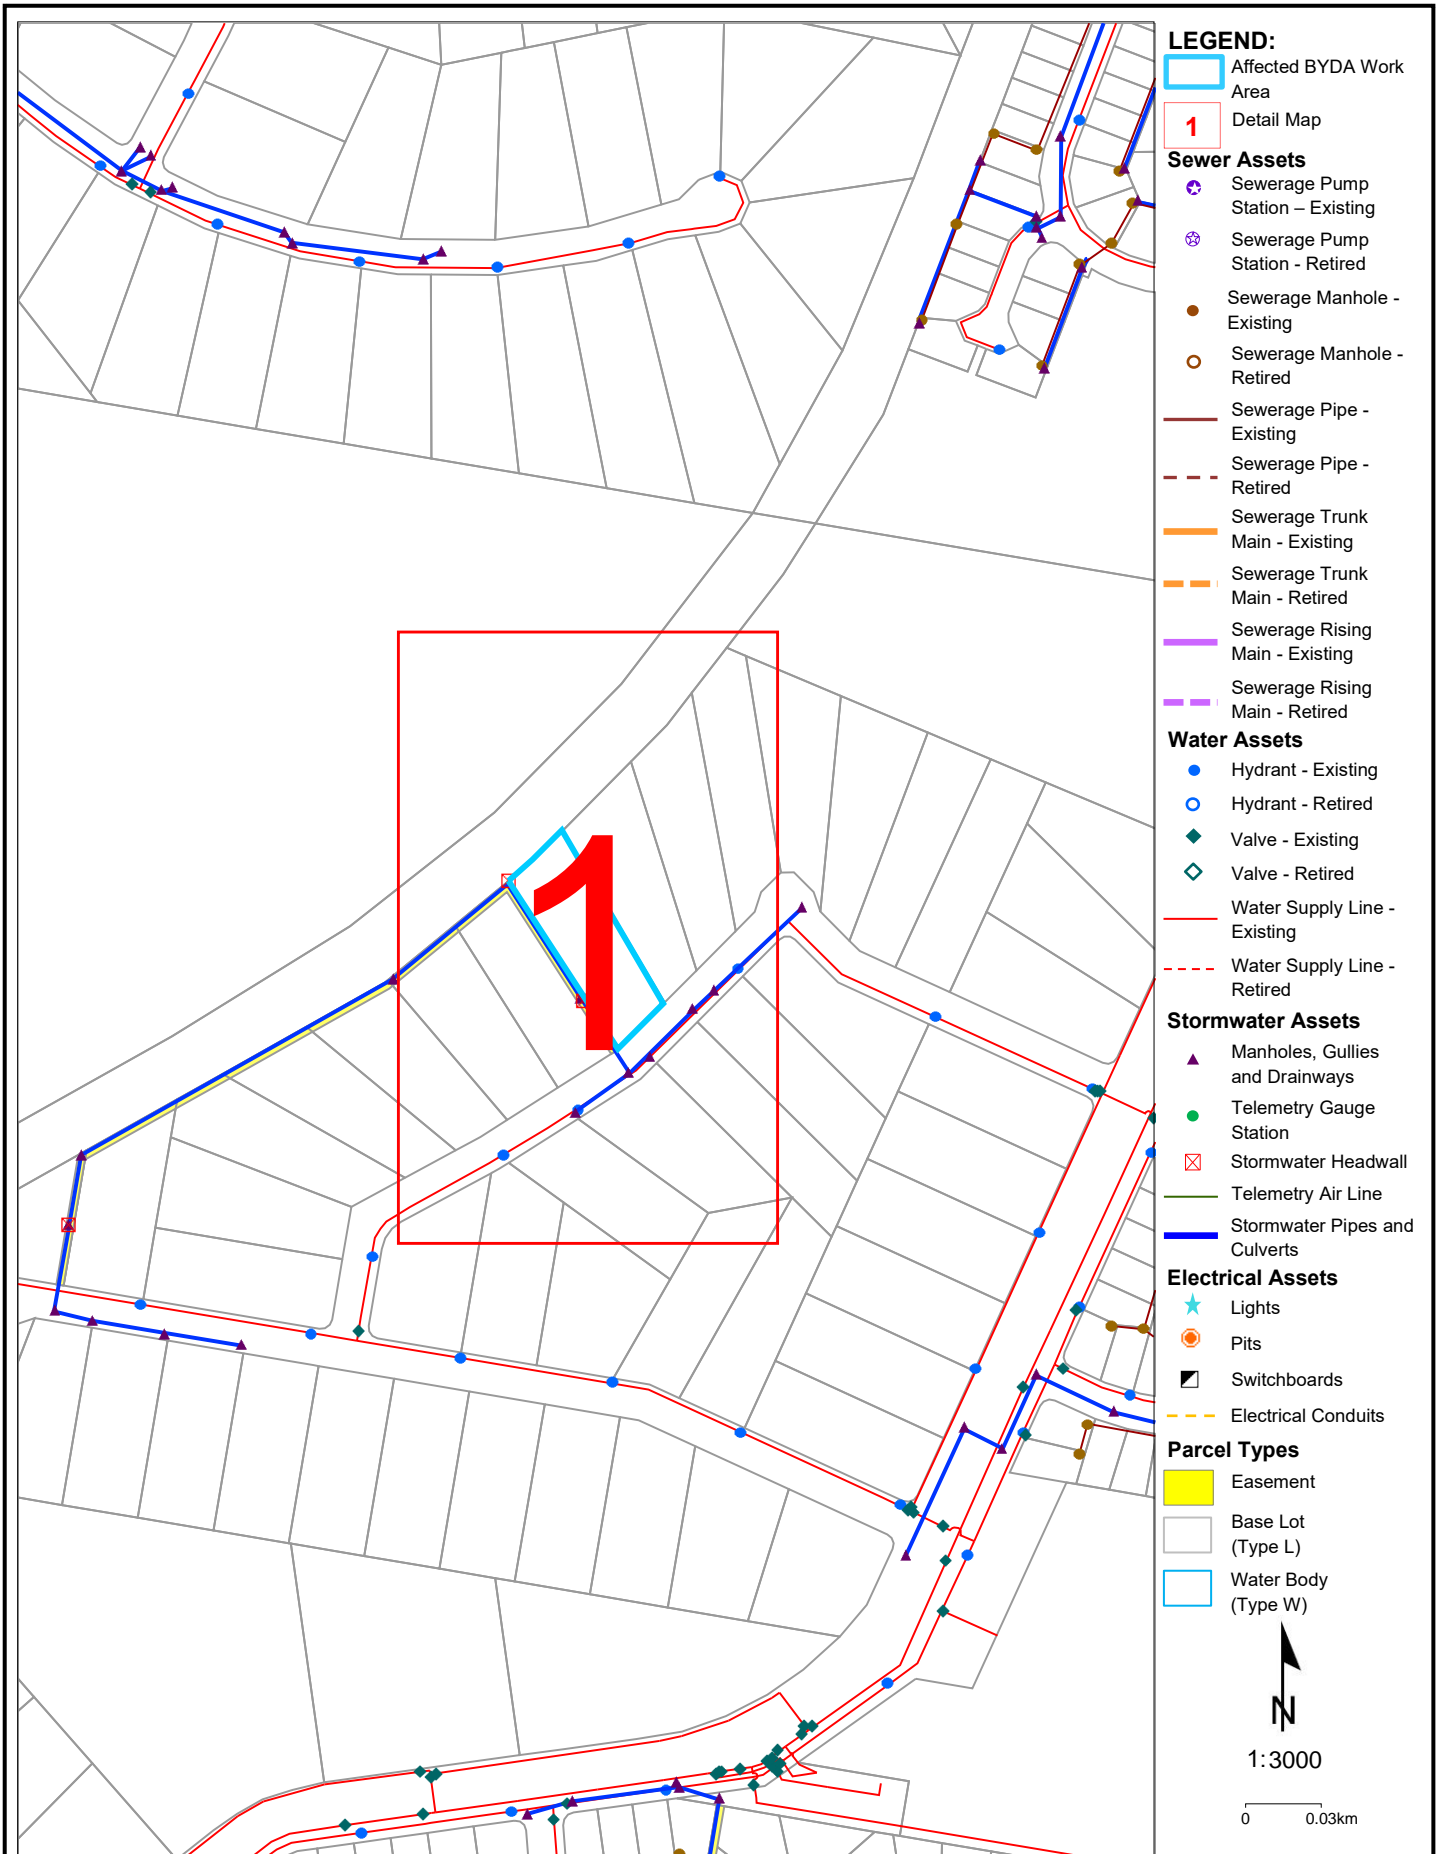 LEGEND:
Affected BYDA Work
Area
1
Detail Map
Sewer Assets
Sewerage Pump
Station – Existing
Sewerage Pump
Station - Retired
Sewerage Manhole -
Existing
Sewerage Manhole -
Retired
Sewerage Pipe -
Existing
Sewerage Pipe -
Retired
Sewerage Trunk
Main - Existing
Sewerage Trunk
Main - Retired
Sewerage Rising
Main - Existing
Sewerage Rising
Main - Retired
Water Assets
Hydrant - Existing
Hydrant - Retired
Valve - Existing
Valve - Retired
Water Supply Line -
Existing
Water Supply Line -
Retired
Stormwater Assets
Manholes, Gullies
and Drainways
Telemetry Gauge
Station
Stormwater Headwall
Telemetry Air Line
Stormwater Pipes and
Culverts
Electrical Assets
Lights
Pits
Switchboards
Electrical Conduits
Parcel Types
Easement
Base Lot
(Type L)
Water Body
(Type W)
N
1:3000
0 0.03km
1